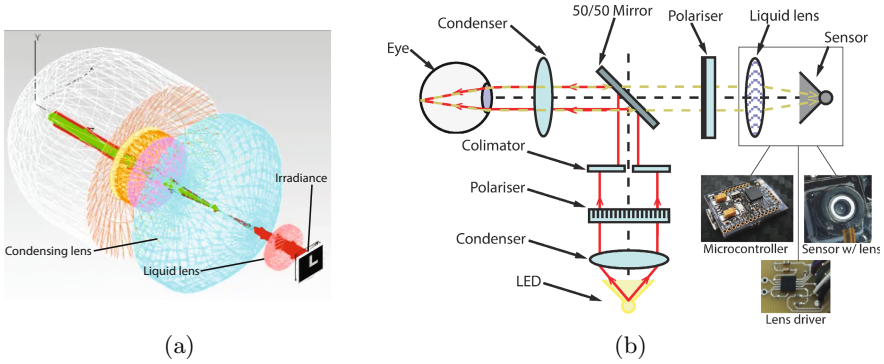 Y
Irradiance
Condensing lens
Liquid lens
L
(a)
50/50 Mirror
Condenser
Polariser
Liquid lens
Sensor
Eye
Colimator
Polariser
Condenser
LED
Microcontroller
Sensor w/ lens
Lens driver
(b)